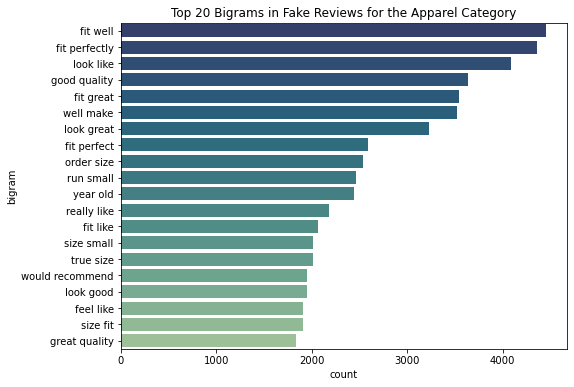 Top 20 Bigrams in Fake Reviews for the Apparel Category
fit well
fit perfectly
look like
good quality
fit great
well make
look great
fit perfect
order size
run small
year old
really like
fit like
size small
true size
would recommend
look good
feel like
size fit
great quality
bigram
0 1000 2000 3000 4000
count